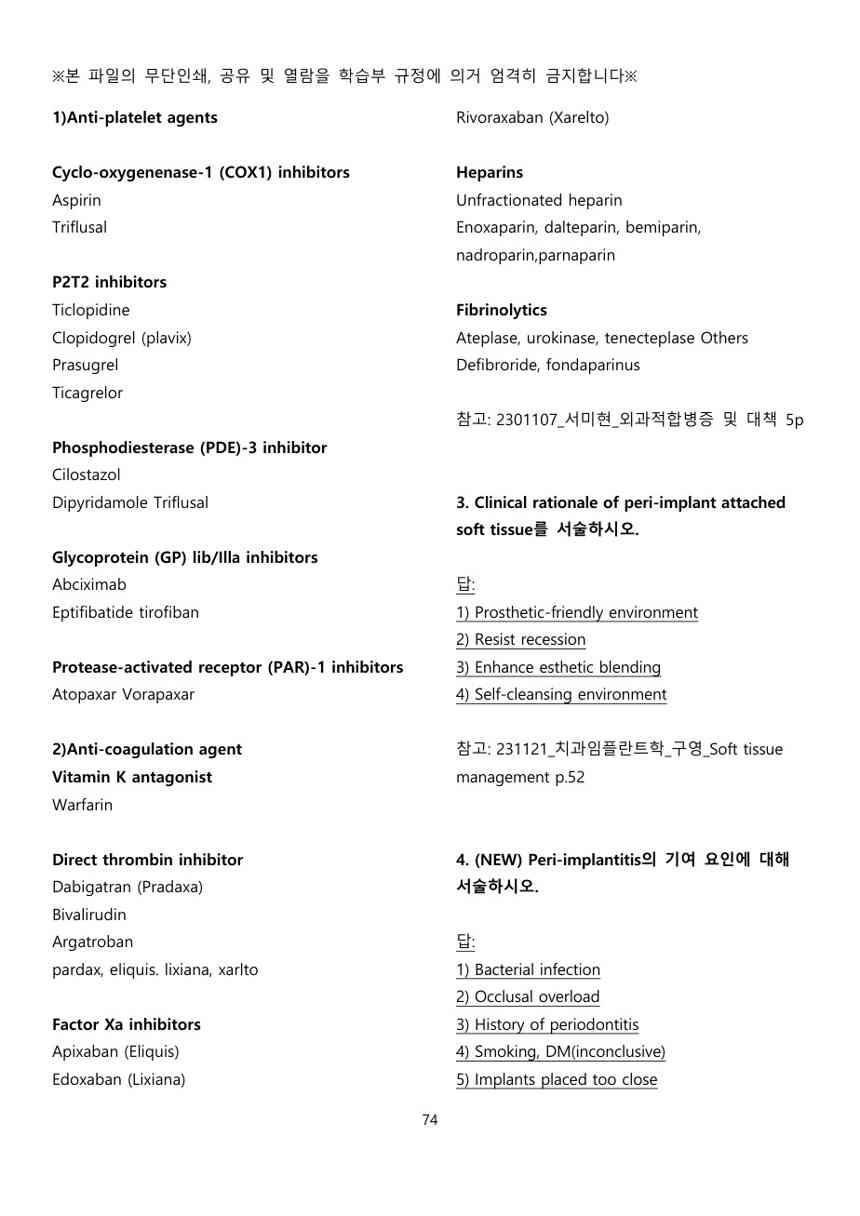 ※본 파일의 무단인쇄, 공유 및 열람을 학습부 규정에 의거 엄격히 금지합니다※
1)Anti-platelet agents
Cyclo-oxygenenase-1 (COX1) inhibitors
Aspirin
Triflusal
P2T2 inhibitors
Ticlopidine
Clopidogrel (plavix)
Prasugrel
Ticagrelor
Phosphodiesterase (PDE)-3 inhibitor
Cilostazol
Dipyridamole Triflusal
Glycoprotein (GP) lib/Illa inhibitors
Abciximab
Eptifibatide tirofiban
Protease-activated receptor (PAR)-1 inhibitors
Atopaxar Vorapaxar
2)Anti-coagulation agent
Vitamin K antagonist
Warfarin
Direct thrombin inhibitor
Dabigatran (Pradaxa)
Bivalirudin
Argatroban
pardax, eliquis. lixiana, xarlto
Factor Xa inhibitors
Apixaban (Eliquis)
Edoxaban (Lixiana)
Rivoraxaban (Xarelto)
Heparins
Unfractionated heparin
Enoxaparin, dalteparin, bemiparin,
nadroparin,parnaparin
Fibrinolytics
Ateplase, urokinase, tenecteplase Others
Defibroride, fondaparinus
참고: 2301107_서미현_외과적합병증 및 대책 5p
3. Clinical rationale of peri-implant attached
soft tissue를 서술하시오.
답:
1) Prosthetic-friendly environment
2) Resist recession
3) Enhance esthetic blending
4) Self-cleansing environment
참고: 231121_치과임플란트학_구영_Soft tissue
management p.52
4. (NEW) Peri-implantitis의 기여 요인에 대해
서술하시오.
답:
1) Bacterial infection
2) Occlusal overload
3) History of periodontitis
4) Smoking, DM(inconclusive)
5) Implants placed too close
74